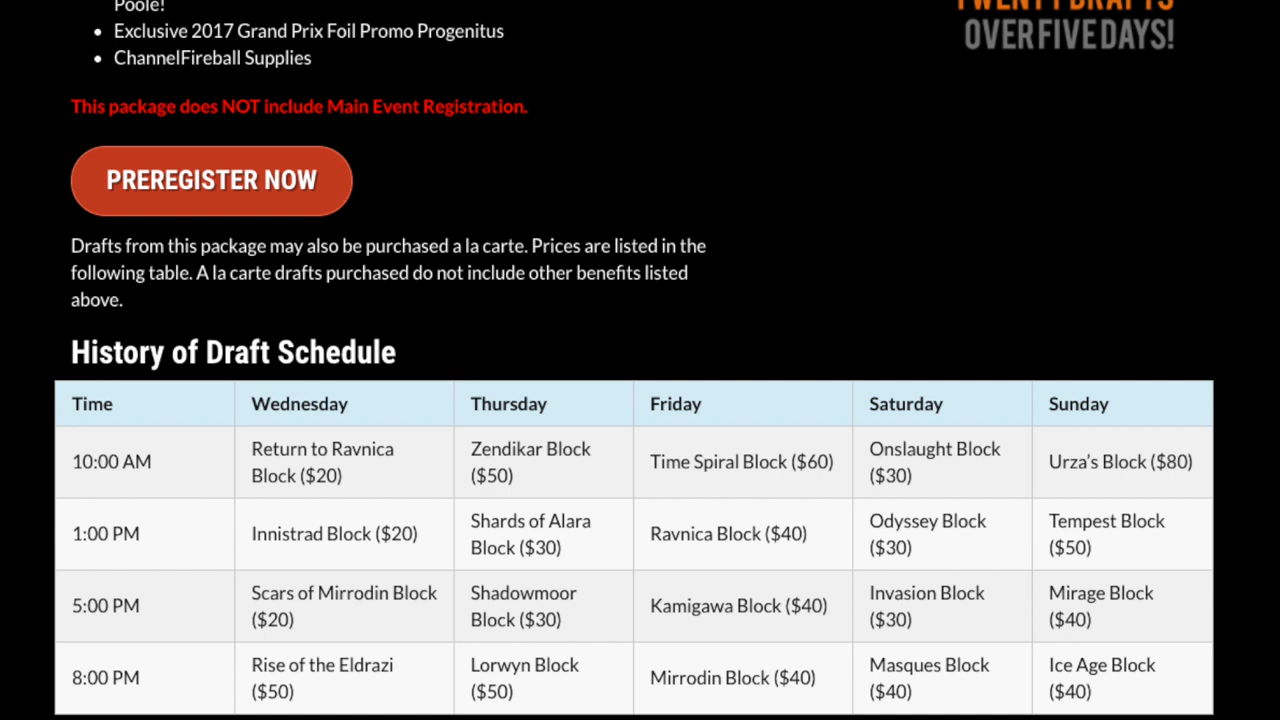 Poole!
TWENTY DRAFTS
• Exclusive 2017 Grand Prix Foil Promo Progenitus
OVER FIVE DAYS!
• ChannelFireball Supplies
This package does NOT include Main Event Registration.
PREREGISTER NOW
Drafts from this package may also be purchased a la carte. Prices are listed in the
following table. A la carte drafts purchased do not include other benefits listed
above.
History of Draft Schedule
Time Wednesday Thursday Friday Saturday Sunday
10:00 AM
Return to Ravnica
Block ($20)
Zendikar Block
($50)
Time Spiral Block ($60)
Onslaught Block
($30)
Urza’s Block ($80)
1:00 PM
Innistrad Block ($20)
Shards of Alara
Block ($30)
Ravnica Block ($40)
Odyssey Block
($30)
Tempest Block
($50)
5:00 PM
Scars of Mirrodin Block
($20)
Shadowmoor
Block ($30)
Kamigawa Block ($40)
Invasion Block
($30)
Mirage Block
($40)
8:00 PM
Rise of the Eldrazi
($50)
Lorwyn Block
($50)
Mirrodin Block ($40)
Masques Block
($40)
Ice Age Block
($40)